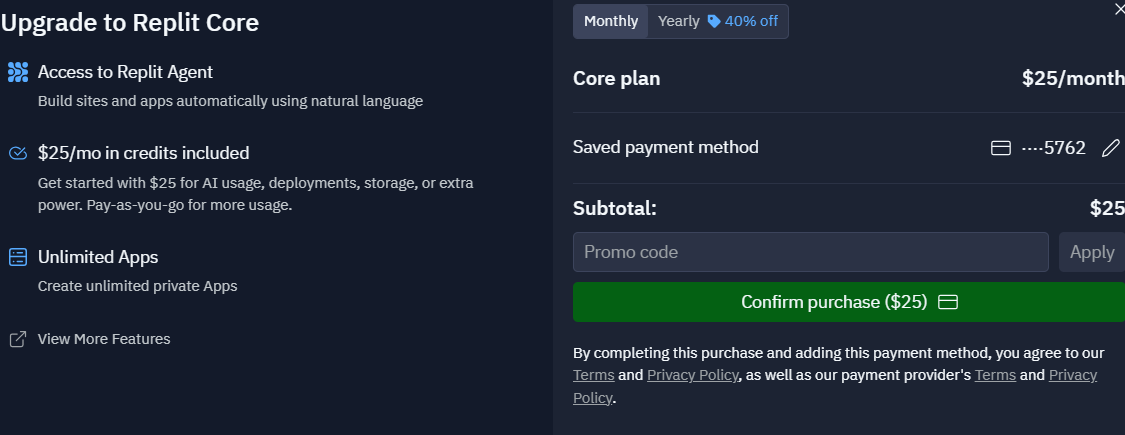 Upgrade to Replit Core
Access to Replit Agent
Build sites and apps automatically using natural language
$25/mo in credits included
Get started with $25 for AI usage, deployments, storage, or extra
power. Pay-as-you-go for more usage.
Unlimited Apps
Create unlimited private Apps
View More Features
Monthly Yearly 40% off
Core plan $25/month
Saved payment method ····5762
Subtotal: $25
Promo code Apply
Confirm purchase ($25)
By completing this purchase and adding this payment method, you agree to our
Terms and Privacy Policy, as well as our payment provider's Terms and Privacy
Policy.